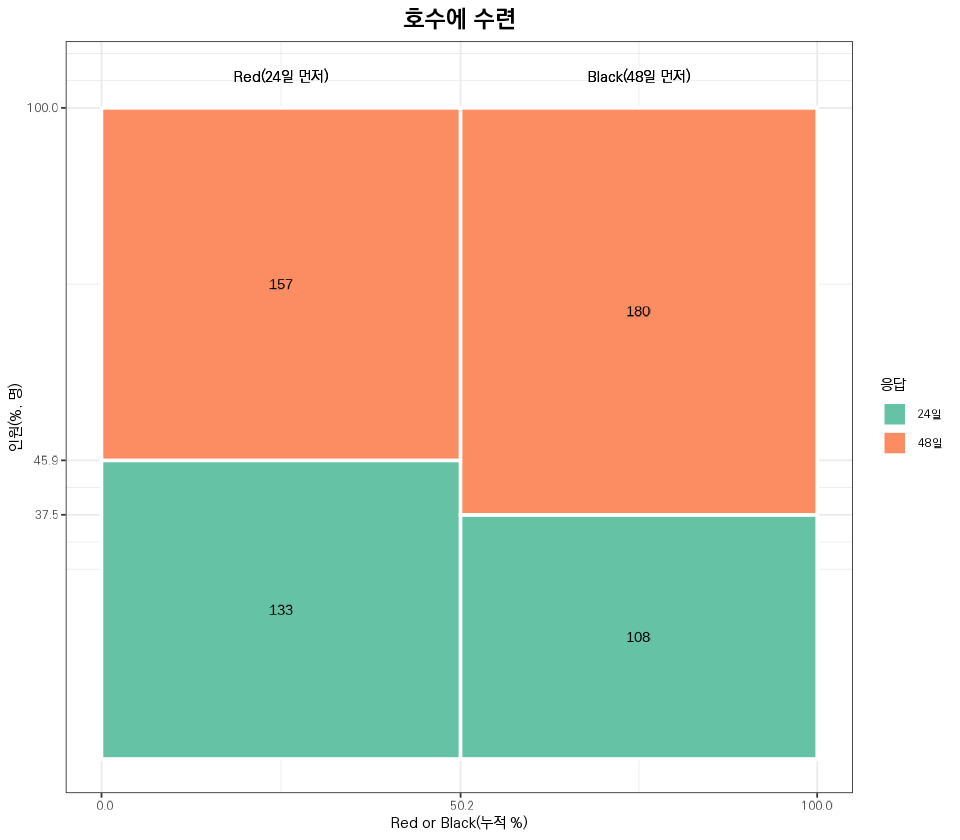 호수에 수련
Red(24일 먼저)
Black(48일 먼저)
100.0
157
180
45.9
37.5
133
108
인원(%, 명)
0.0
50.2
100.0
Red or Black(누적 %)
응답
24일
48일